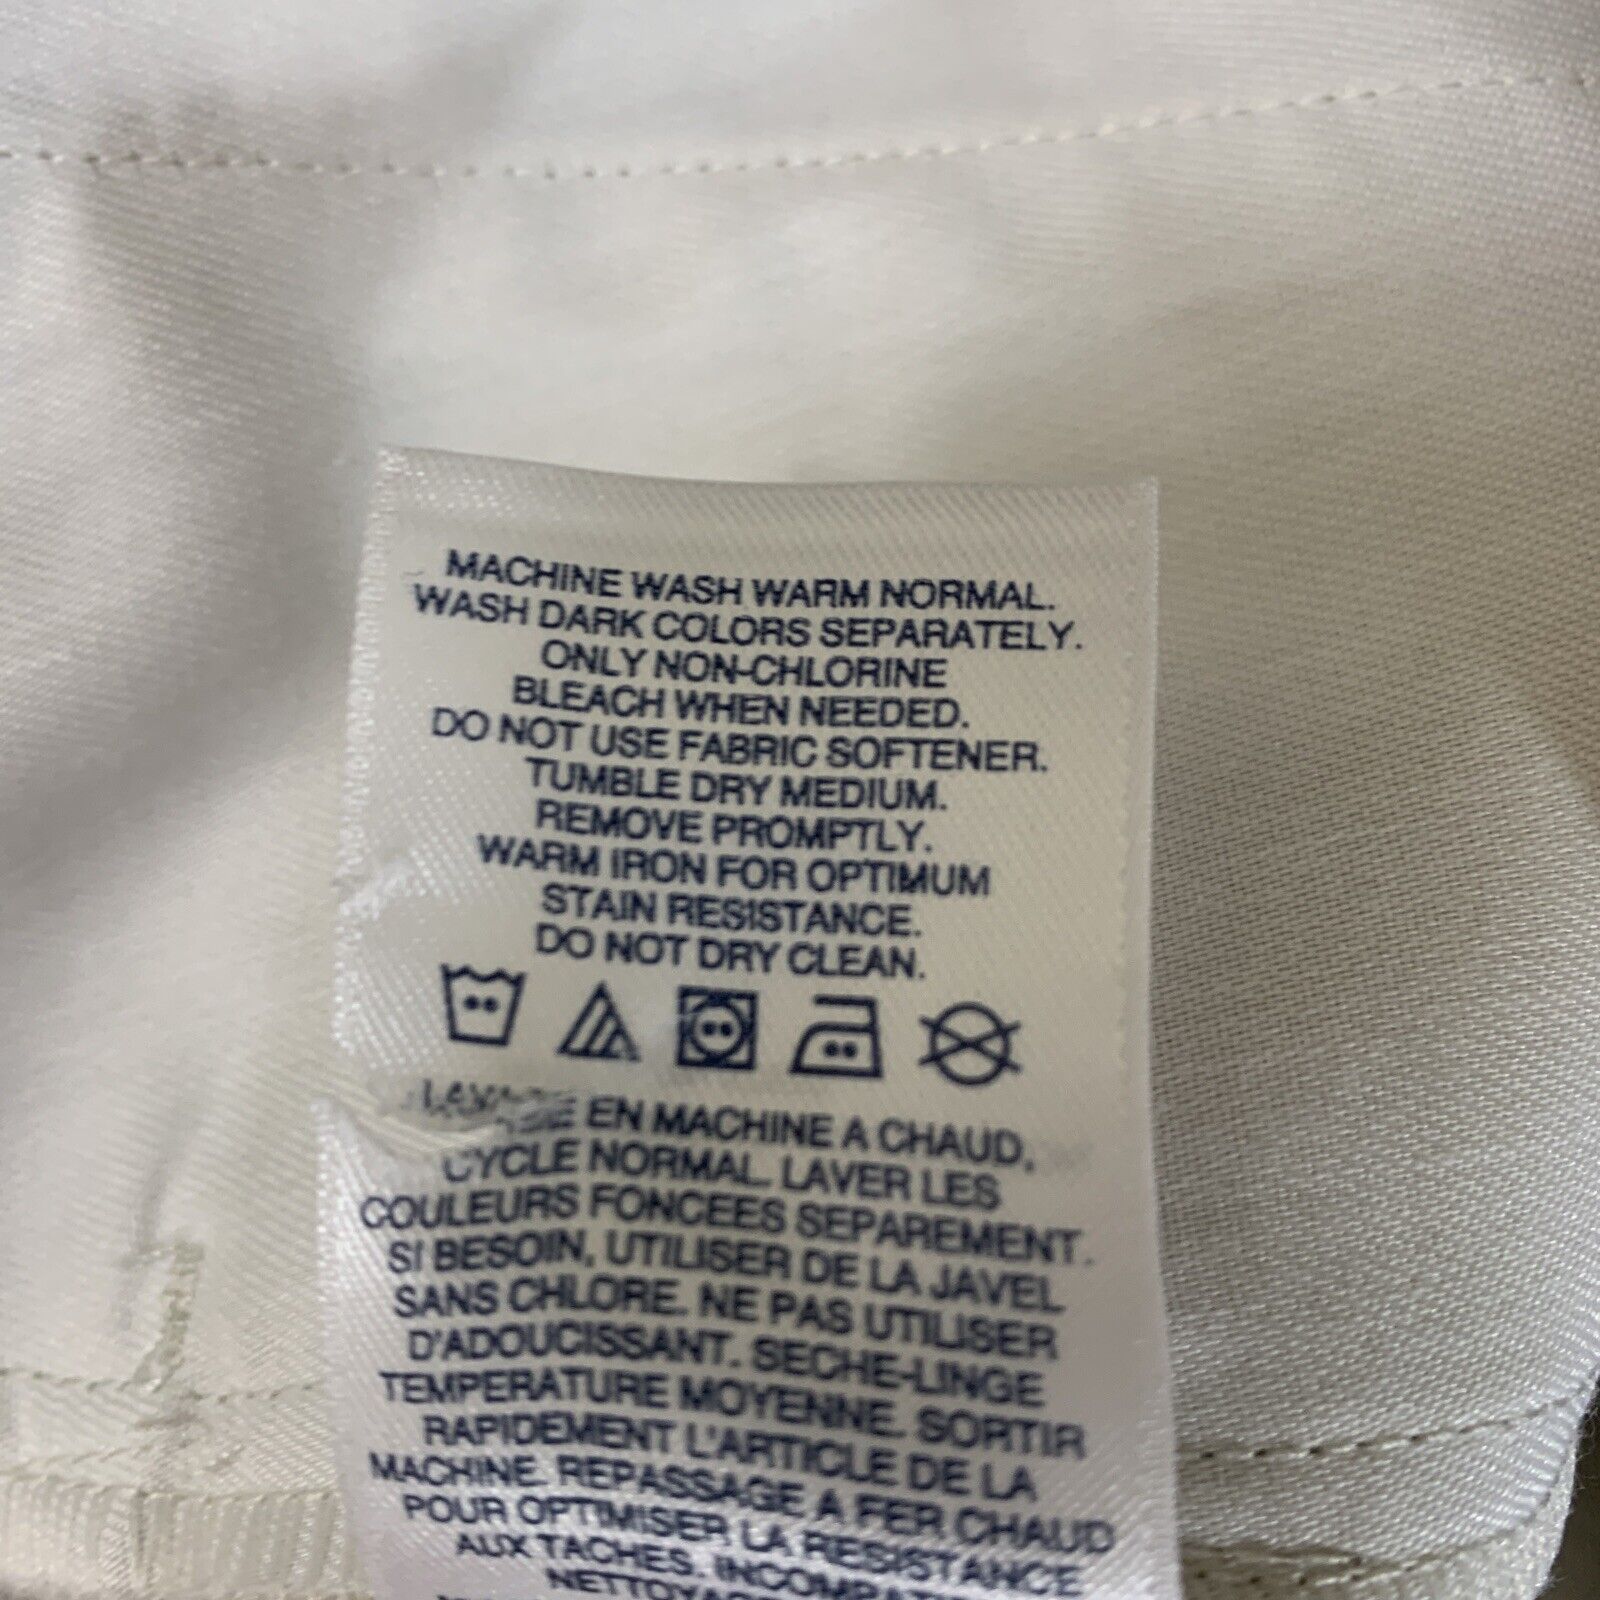 MACHINE WASH WARM NORMAL.
WASH DARK COLORS SEPARATELY.
ONLY NON-CHLORINE
BLEACH WHEN NEEDED.
DO NOT USE FABRIC SOFTENER.
TUMBLE DRY MEDIUM.
REMOVE PROMPTLY.
WARM IRON FOR OPTIMUM
STAIN RESISTANCE.
DO NOT DRY CLEAN.
LAVAGE EN MACHINE A CHAUD,
CYCLE NORMAL. LAVER LES
COULEURS FONCEES SEPAREMENT.
SI BESOIN, UTILISER DE LA JAVEL
SANS CHLORE. NE PAS UTILISER
D'ADOUCISSANT. SECHE-LINGE
TEMPERATURE MOYENNE. SORTIR
RAPIDEMENT L'ARTICLE DE LA
MACHINE. REPASSAGE A FER CHAUD
POUR OPTIMISER LA RESISTANCE
AUX TACHES. INCOMPATI
NETTOYA